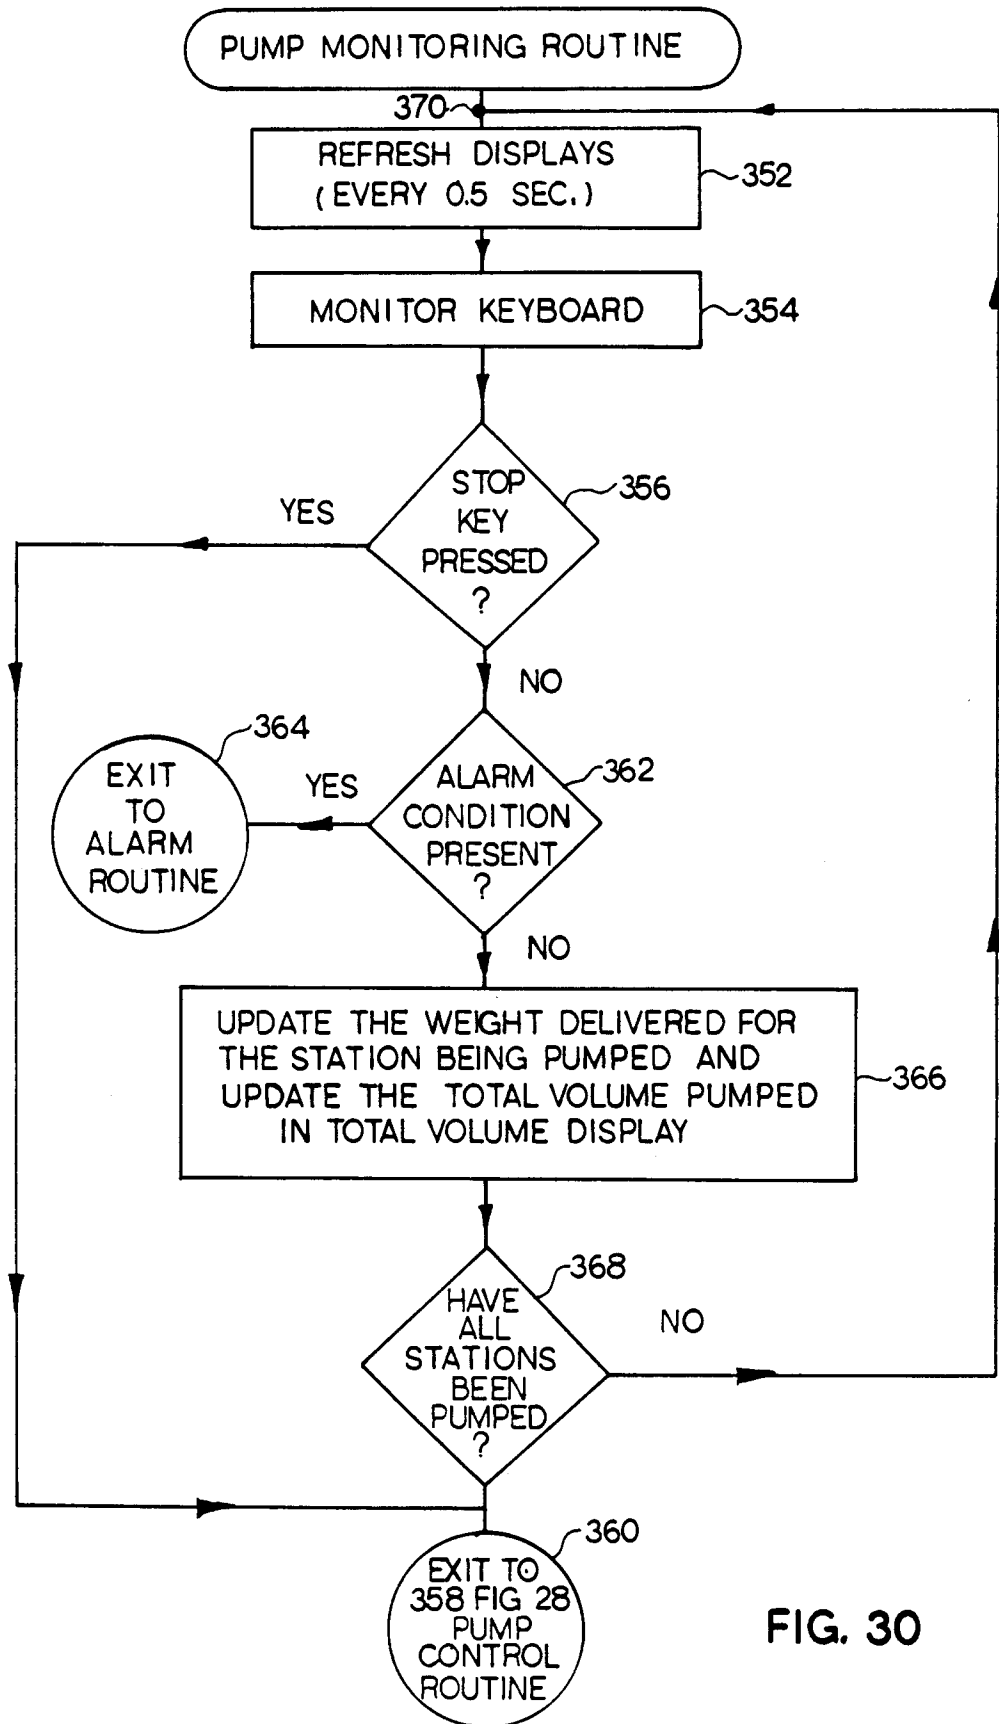 PUMP MONITORING ROUTINE
370
REFRESH DISPLAYS
(EVERY 0.5 SEC.)
352
MONITOR KEYBOARD
354
STOP
KEY
PRESSED
?
356
YES
NO
364
EXIT
TO
ALARM
ROUTINE
YES
ALARM
CONDITION
PRESENT
?
362
NO
UPDATE THE WEIGHT DELIVERED FOR
THE STATION BEING PUMPED AND
UPDATE THE TOTAL VOLUME PUMPED
IN TOTAL VOLUME DISPLAY
366
HAVE
ALL
STATIONS
BEEN
PUMPED
?
368
NO
360
EXIT TO
358 FIG 28
PUMP
CONTROL
ROUTINE
FIG. 30